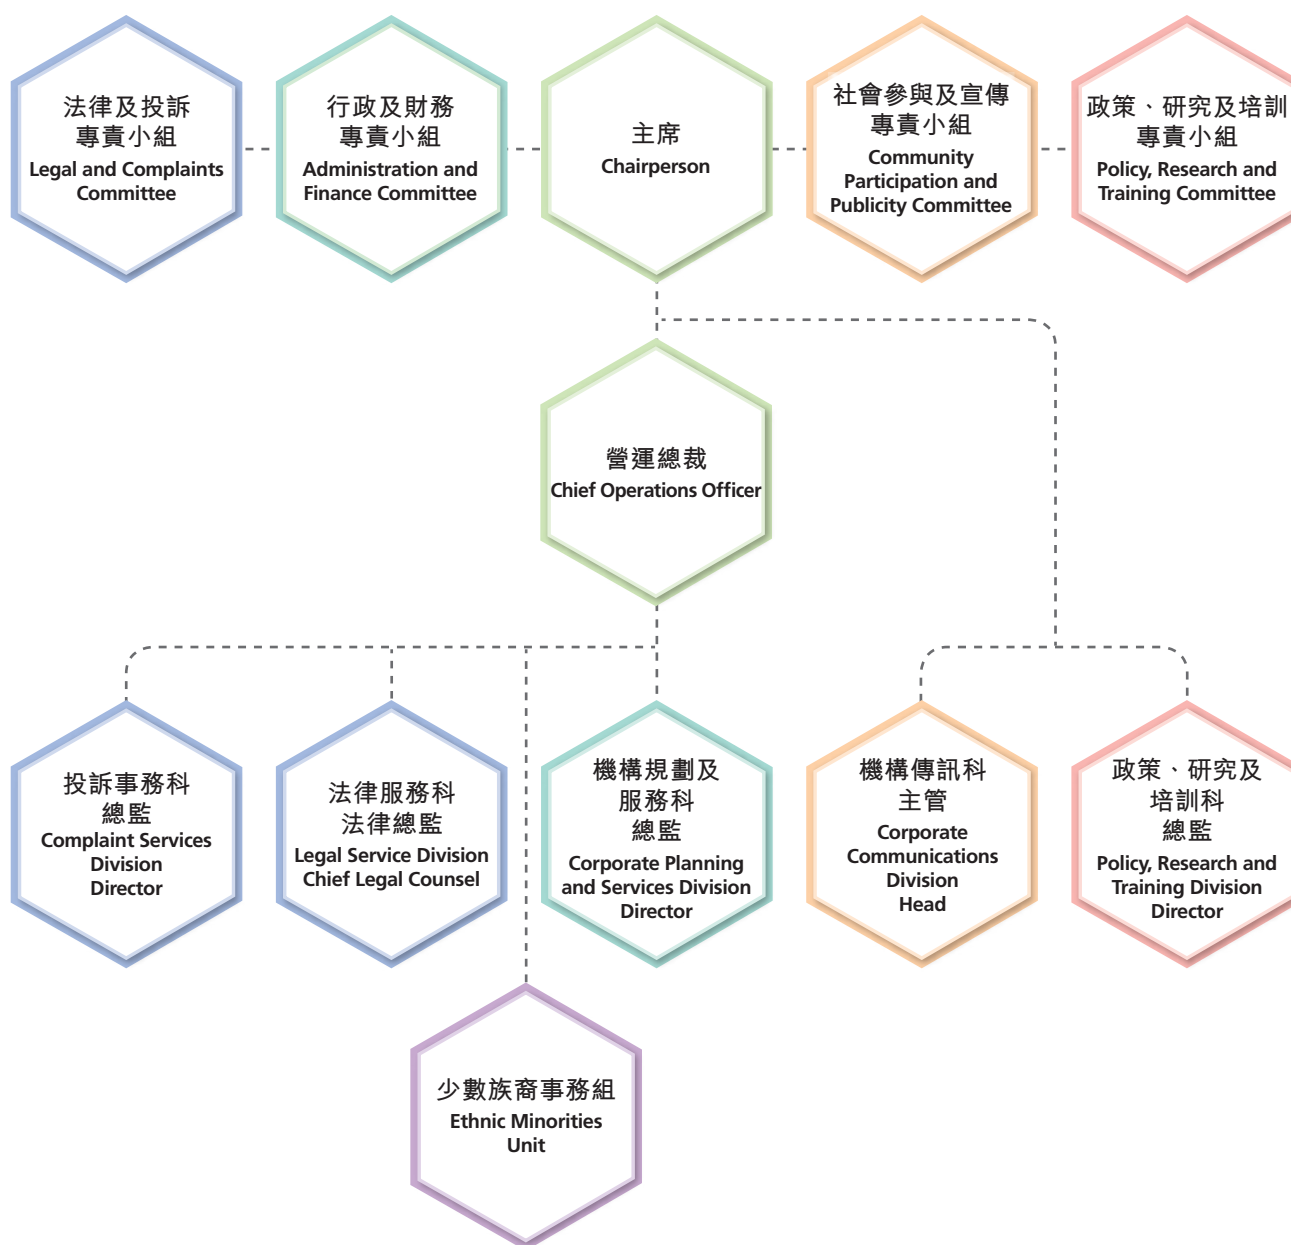 法律及投訴
專責小組
Legal and Complaints
Committee
行政及財務
專責小組
Administration and
Finance Committee
主席
Chairperson
社會參與及宣傳
專責小組
Community
Participation and
Publicity Committee
政策、研究及培訓
專責小組
Policy, Research and
Training Committee
營運總裁
Chief Operations Officer
投訴事務科
總監
Complaint Services
Division
Director
法律服務科
法律總監
Legal Service Division
Chief Legal Counsel
機構規劃及
服務科
總監
Corporate Planning
and Services Division
Director
機構傳訊科
主管
Corporate
Communications
Division
Head
政策、研究及
培訓科
總監
Policy, Research and
Training Division
Director
少數族裔事務組
Ethnic Minorities
Unit